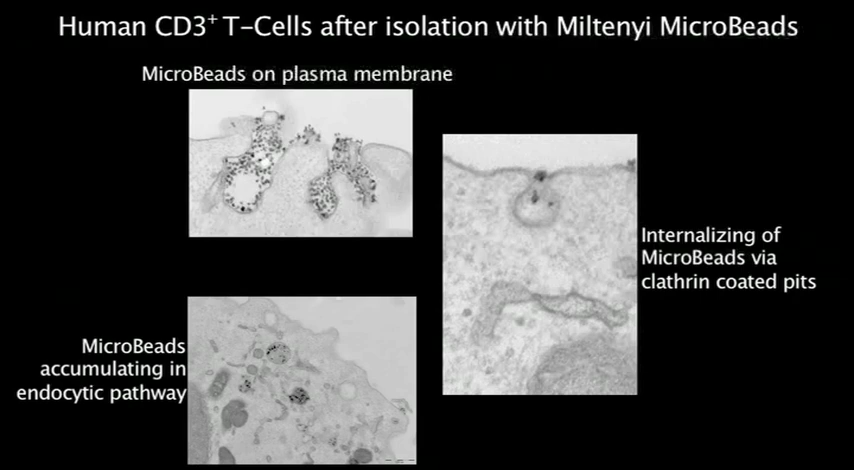 Human CD3+ T-Cells after isolation with Miltenyi MicroBeads
MicroBeads on plasma membrane
Internalizing of
MicroBeads via
clathrin coated pits
MicroBeads
accumulating in
endocytic pathway